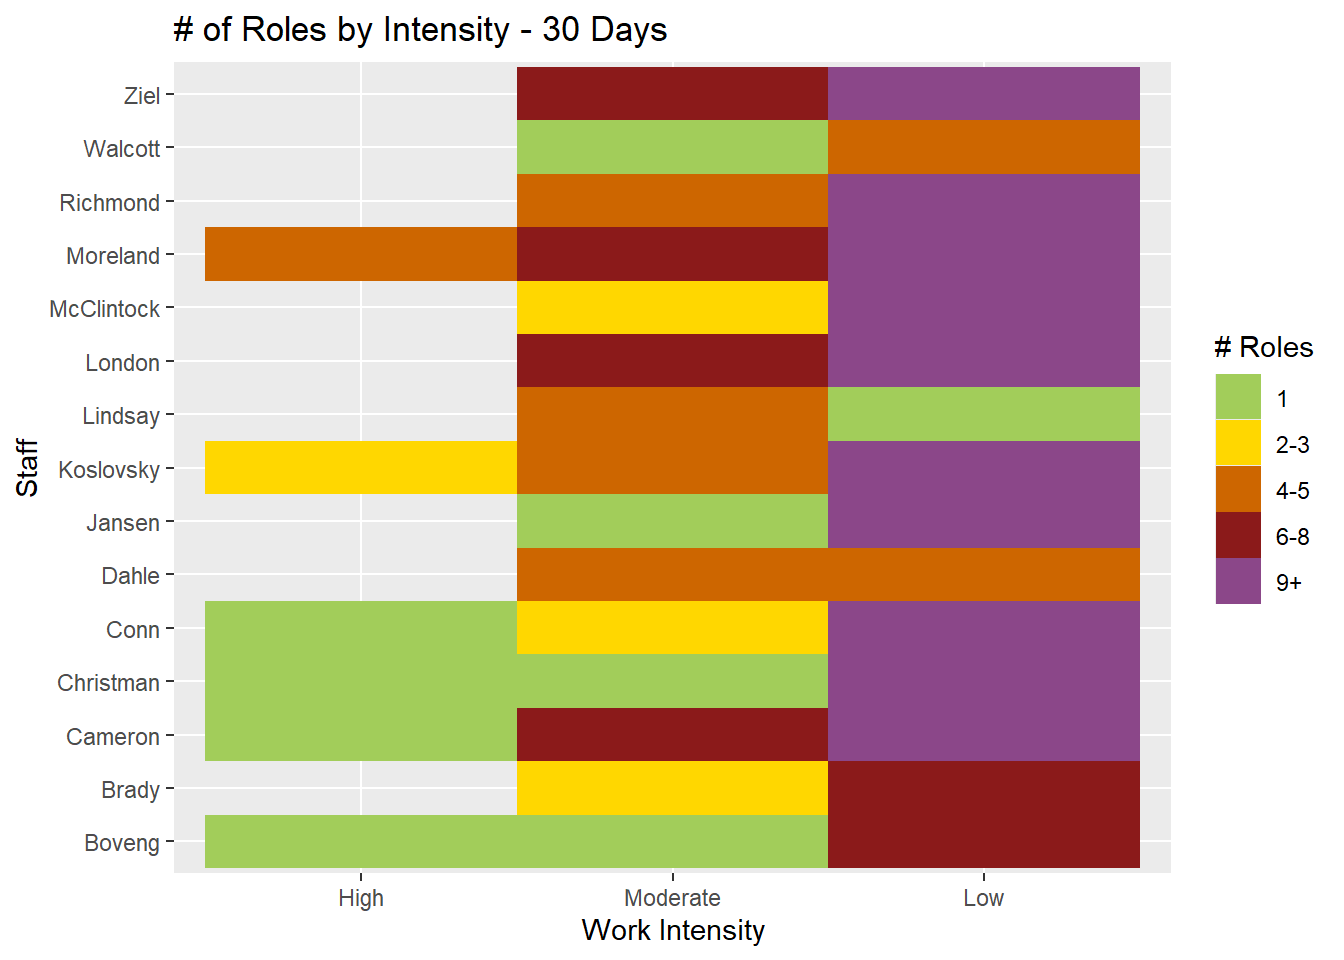 # of Roles by Intensity - 30 Days
Ziel
Walcott
Richmond
Moreland
McClintock
London
Lindsay
Koslovsky
Jansen
Dahle
Conn
Christman
Cameron
Brady
Boveng
Staff
High Moderate Low
Work Intensity
# Roles
1
2-3
4-5
6-8
9+